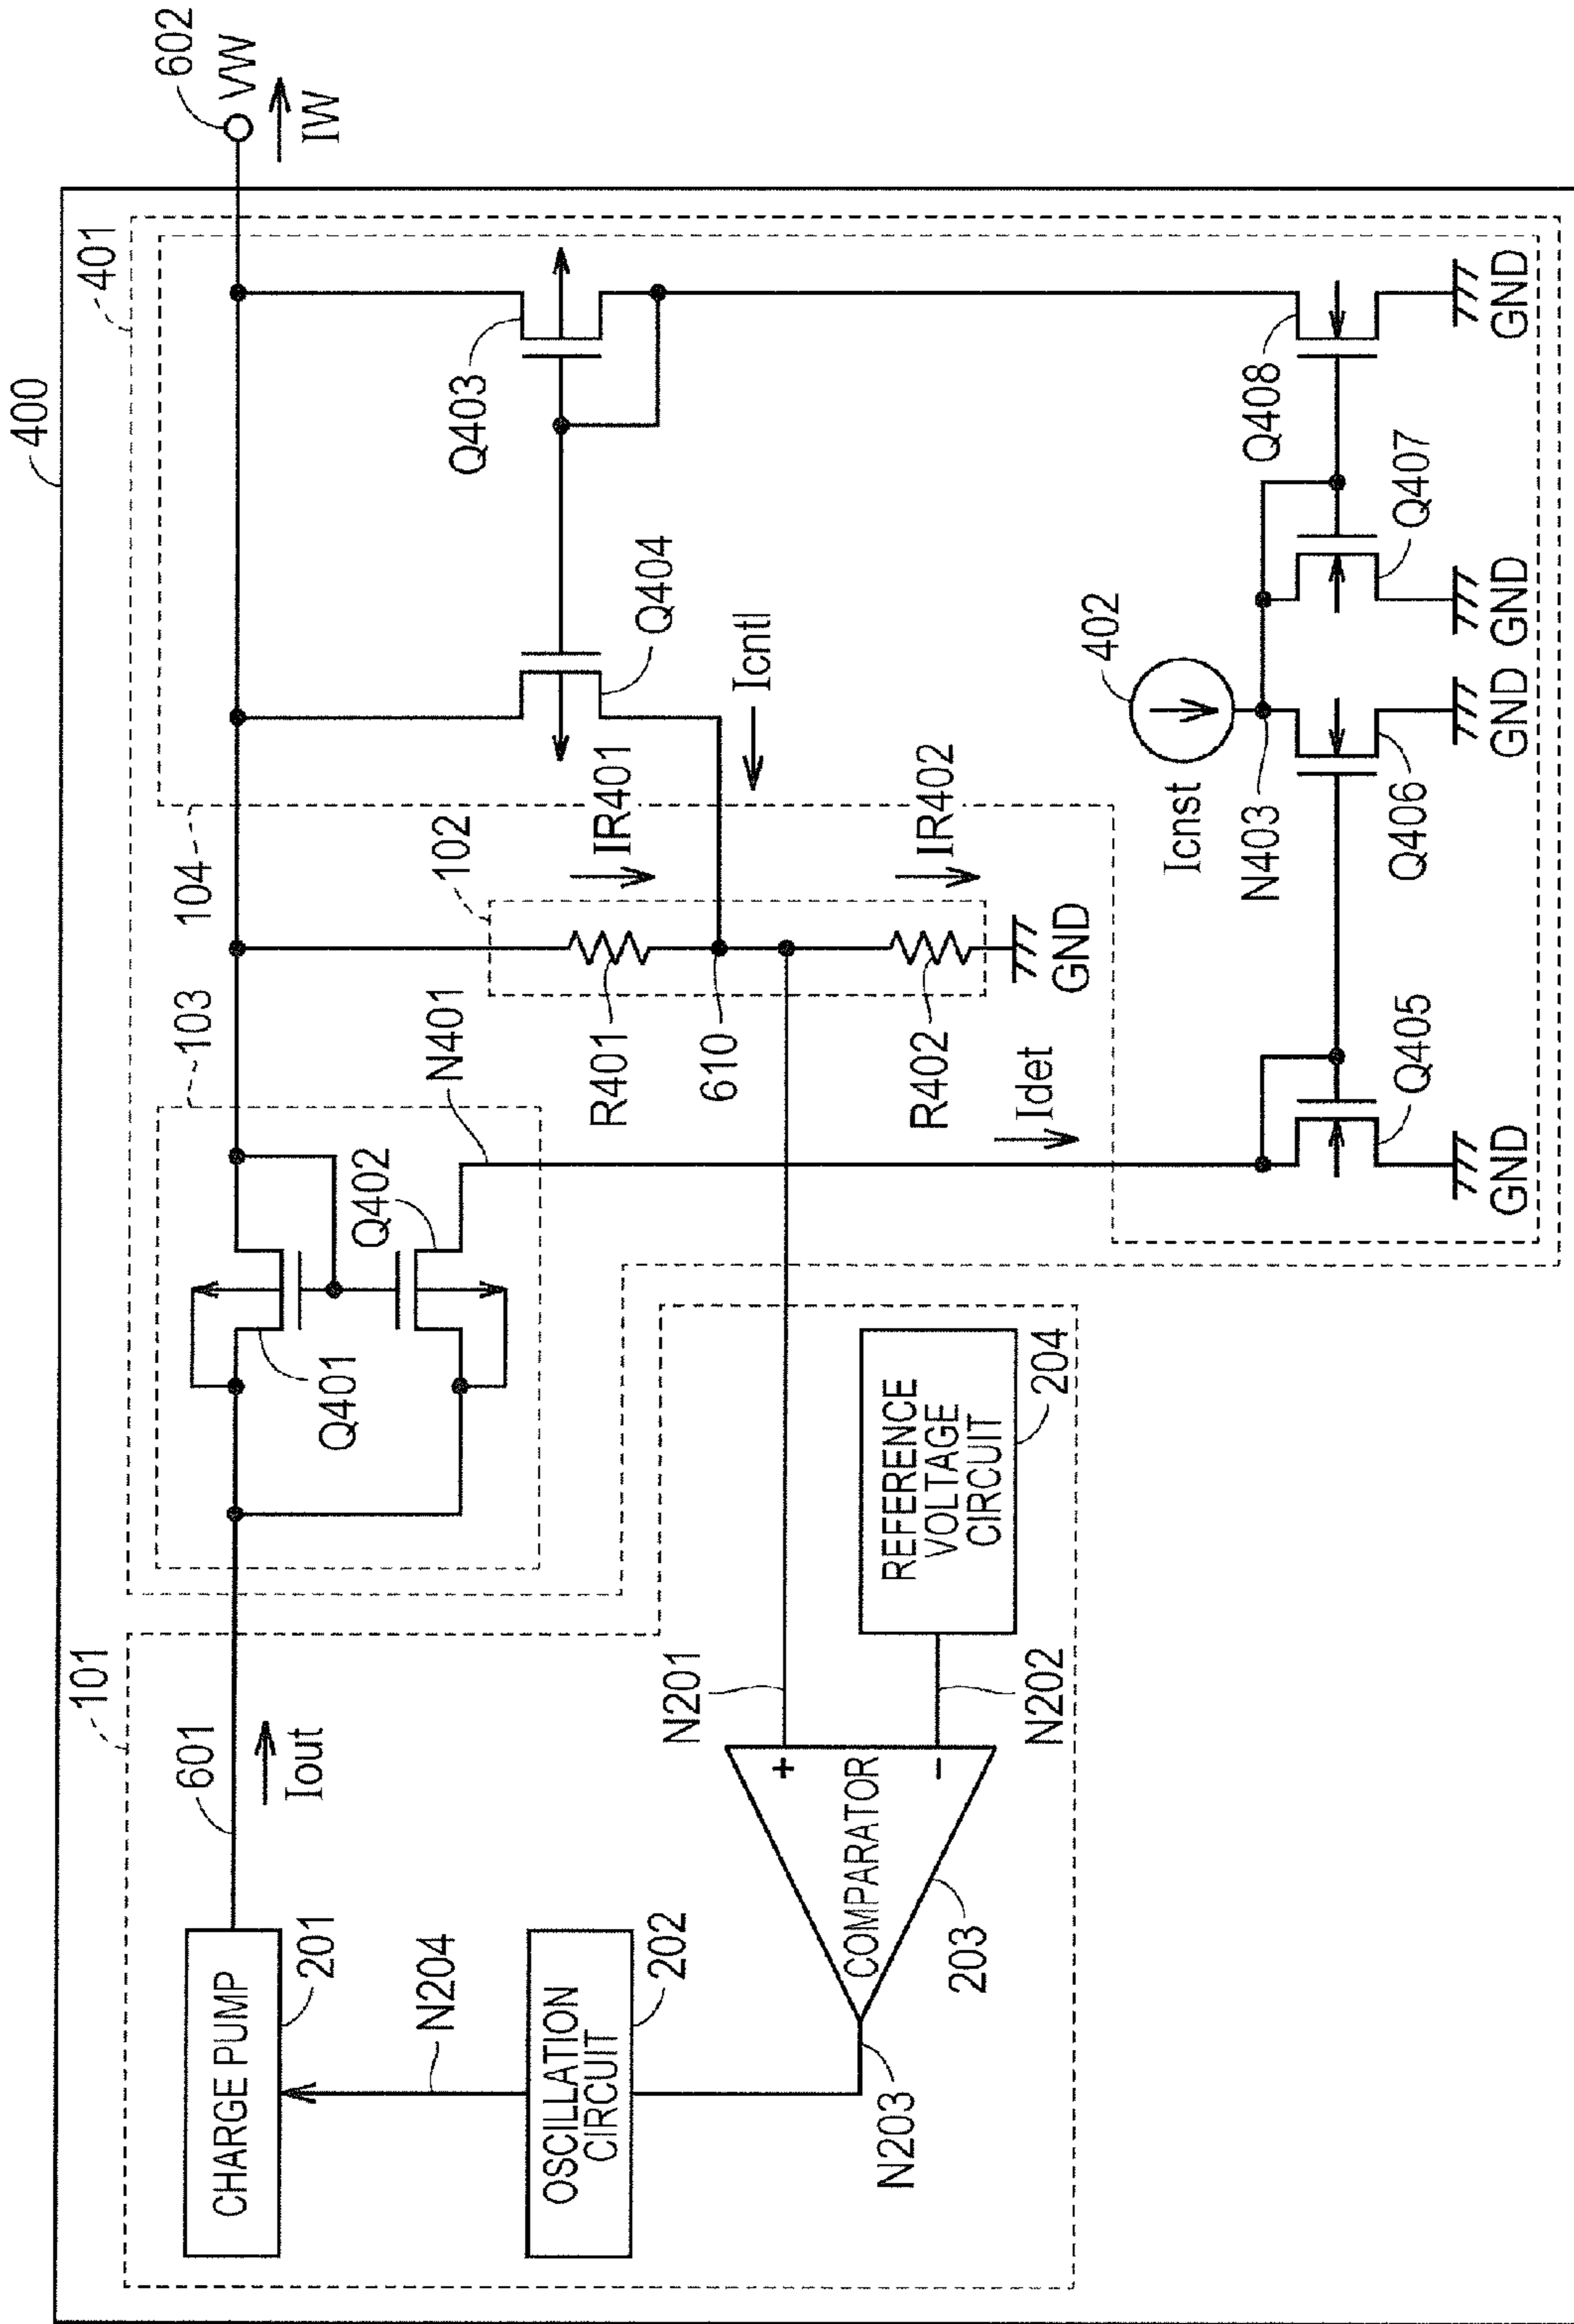 400
401
602
VW
IW
101
103
104
601
Iout
CHARGE PUMP
201
N204
OSCILLATION
CIRCUIT
202
N203
COMPARATOR
+
−
203
N201
N202
REFERENCE
VOLTAGE
CIRCUIT
204
Q401
Q402
N401
102
R401
IR401
610
R402
IR402
GND
Idet
Icntl
Q403
Q404
Icnst
402
N403
Q405
GND
Q406
GND
Q407
GND
Q408
GND